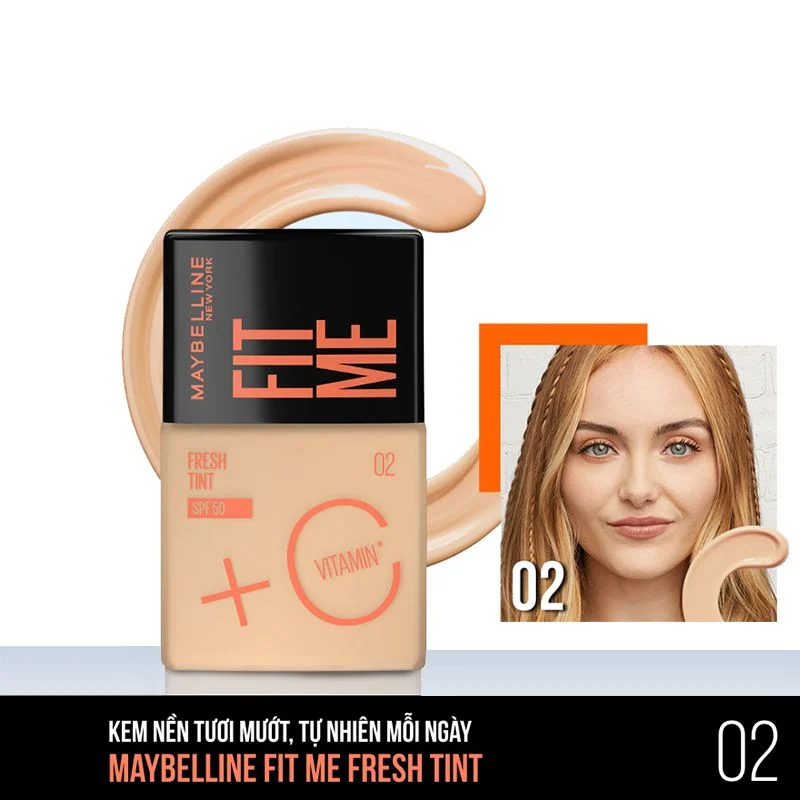 MAYBELLINE
NEW YORK
FIT
ME
FRESH
TINT
SPF 50
02
+ C
VITAMIN*
02
KEM NỀN TƯƠI MƯỚT, TỰ NHIÊN MỖI NGÀY
MAYBELLINE FIT ME FRESH TINT
02